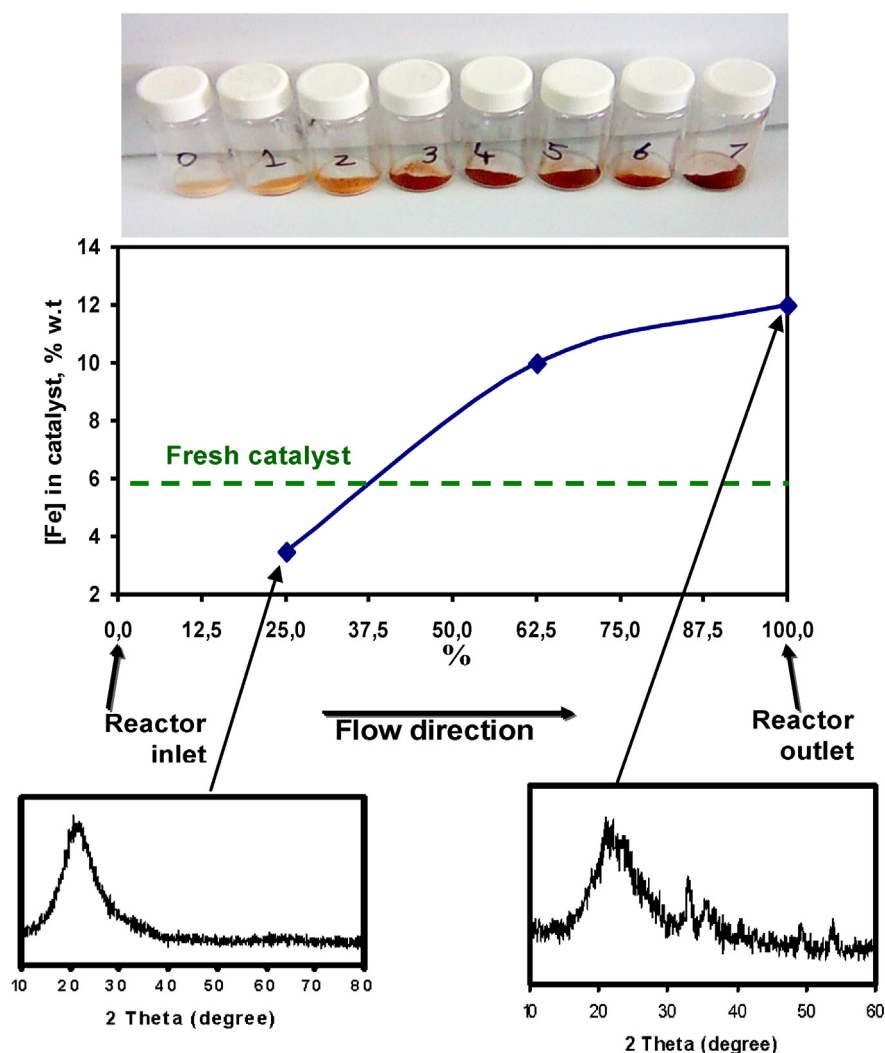 0 1 2 3 4 5 6 7
14
12
10
8
6
4
2
[Fe] in catalyst, % w.t
Fresh catalyst
0,0 12,5 25,0 37,5 50,0 62,5 75,0 87,5 100,0
%
Reactor
inlet
Flow direction
Reactor
outlet
10 20 30 40 50 60 70 80
2 Theta (degree)
10 20 30 40 50 60
2 Theta (degree)